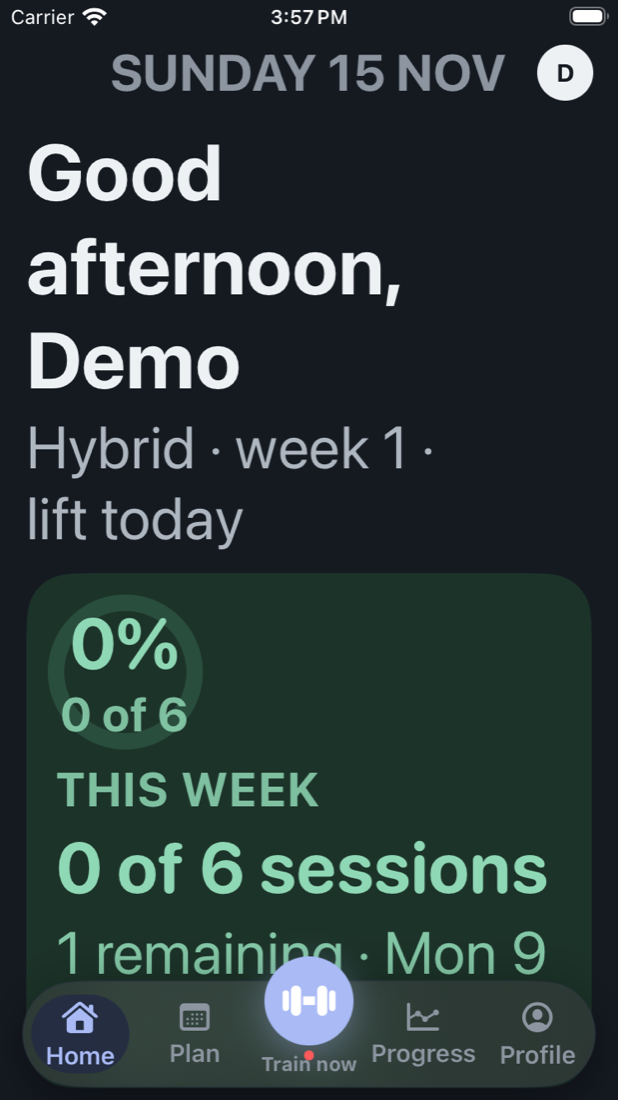 Carrier 3:57 PM
SUNDAY 15 NOV D
Good
afternoon,
Demo
Hybrid · week 1 ·
lift today
0%
0 of 6
THIS WEEK
0 of 6 sessions
1 remaining · Mon 9
Home Plan Train now Progress Profile